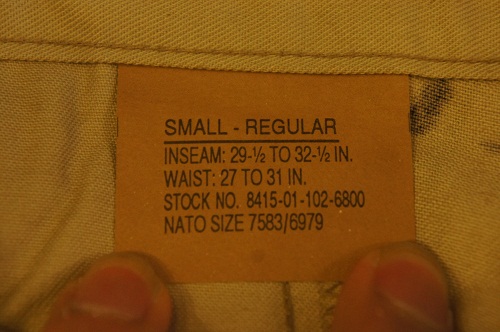 SMALL - REGULAR
INSEAM: 29-½ TO 32-½ IN.
WAIST: 27 TO 31 IN.
STOCK NO. 8415-01-102-6800
NATO SIZE 7583/6979